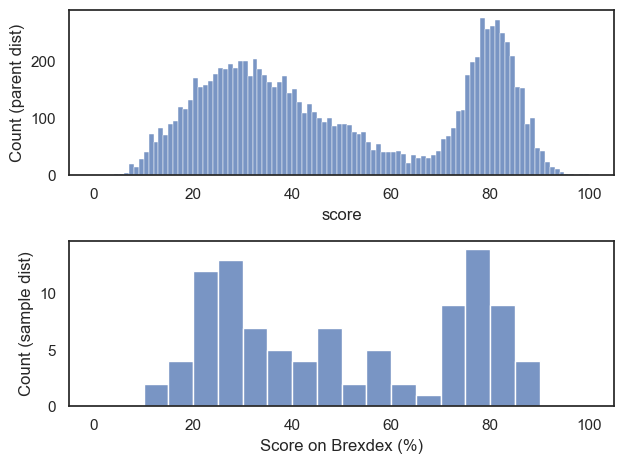 Count (parent dist)
200
100
0
0 20 40 60 80 100
score
Count (sample dist)
10
5
0
0 20 40 60 80 100
Score on Brexdex (%)